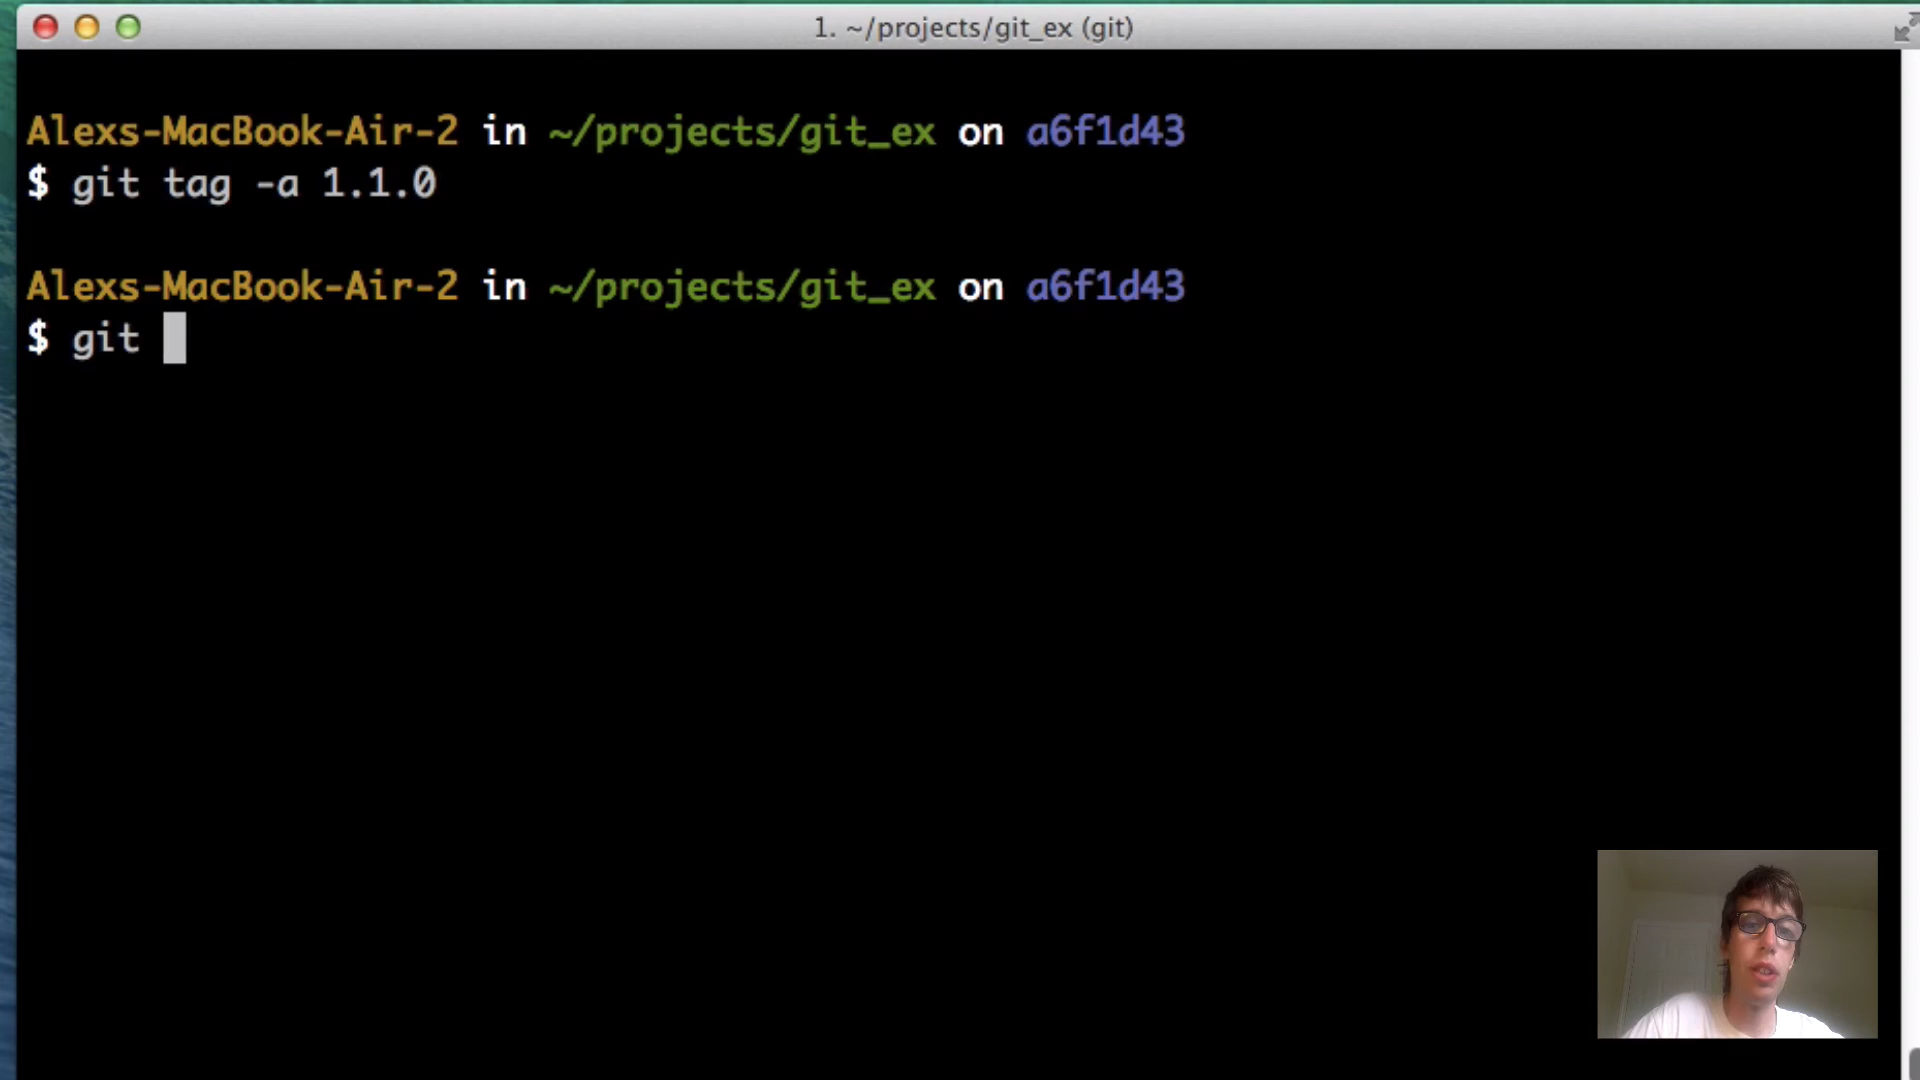 1. ~/projects/git_ex (git)
Alexs-MacBook-Air-2 in ~/projects/git_ex on a6f1d43
$ git tag -a 1.1.0
Alexs-MacBook-Air-2 in ~/projects/git_ex on a6f1d43
$ git